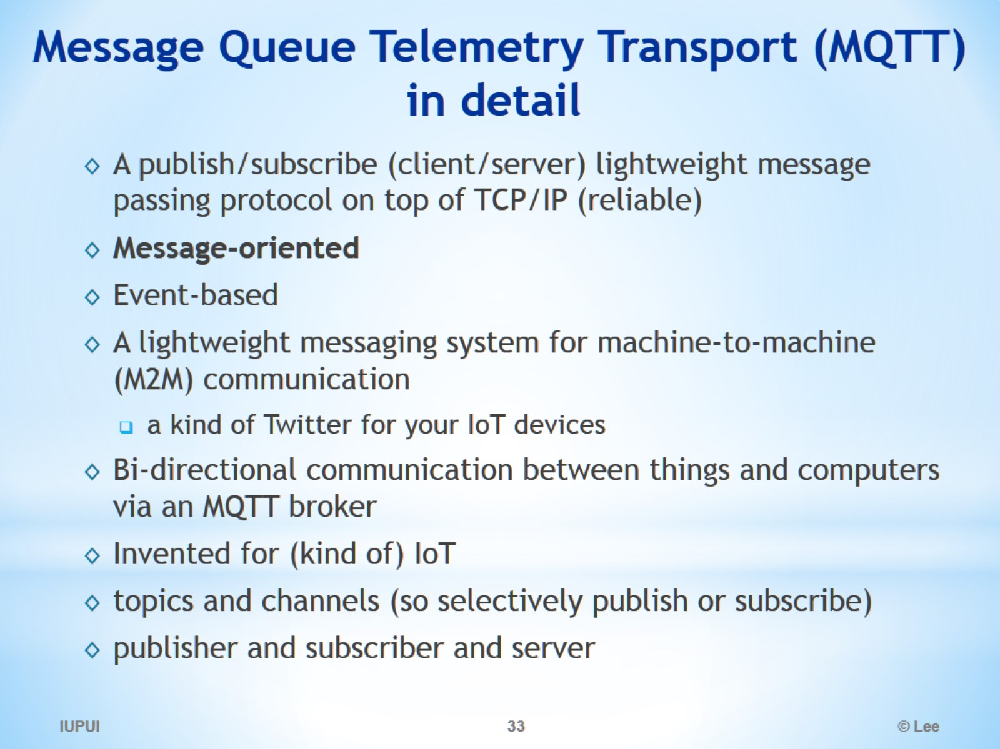 Message Queue Telemetry Transport (MQTT)
in detail
◇ A publish/subscribe (client/server) lightweight message
passing protocol on top of TCP/IP (reliable)
◇ Message-oriented
◇ Event-based
◇ A lightweight messaging system for machine-to-machine
(M2M) communication
❑ a kind of Twitter for your IoT devices
◇ Bi-directional communication between things and computers
via an MQTT broker
◇ Invented for (kind of) IoT
◇ topics and channels (so selectively publish or subscribe)
◇ publisher and subscriber and server
IUPUI 33 © Lee